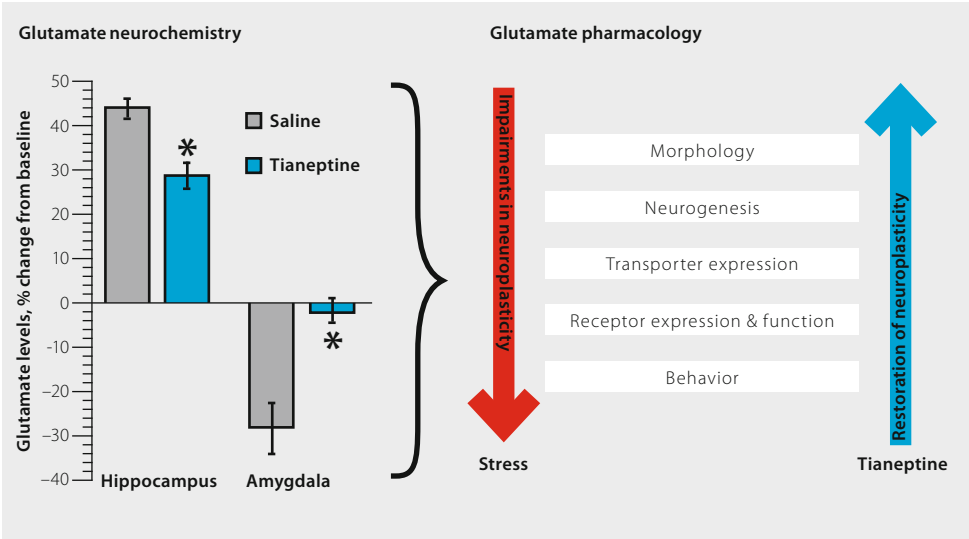 Glutamate neurochemistry
Glutamate pharmacology
Glutamate levels, % change from baseline
50
40
30
20
10
0
-10
–20
–30
–40
Saline
Tianeptine
*
*
Hippocampus
Amygdala
Impairments in neuroplasticity
Stress
Morphology
Neurogenesis
Transporter expression
Receptor expression & function
Behavior
Restoration of neuroplasticity
Tianeptine